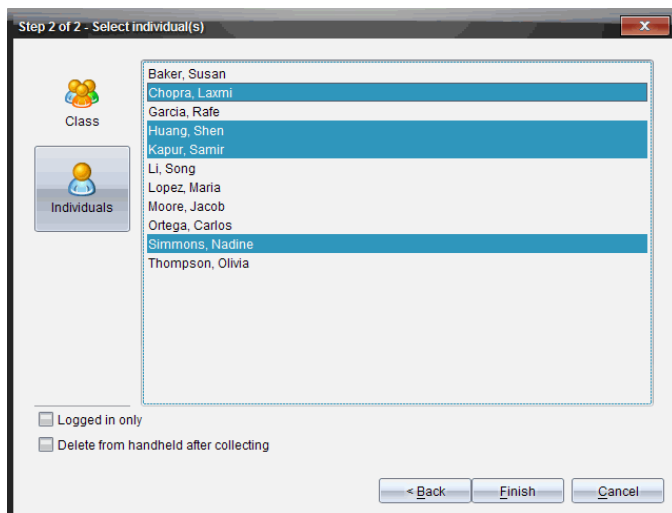 Step 2 of 2 - Select individual(s)
Class
Individuals
Baker, Susan
Chopra, Laxmi
Garcia, Rafe
Huang, Shen
Kapur, Samir
Li, Song
Lopez, Maria
Moore, Jacob
Ortega, Carlos
Simmons, Nadine
Thompson, Olivia
Logged in only
Delete from handheld after collecting
< Back
Finish
Cancel